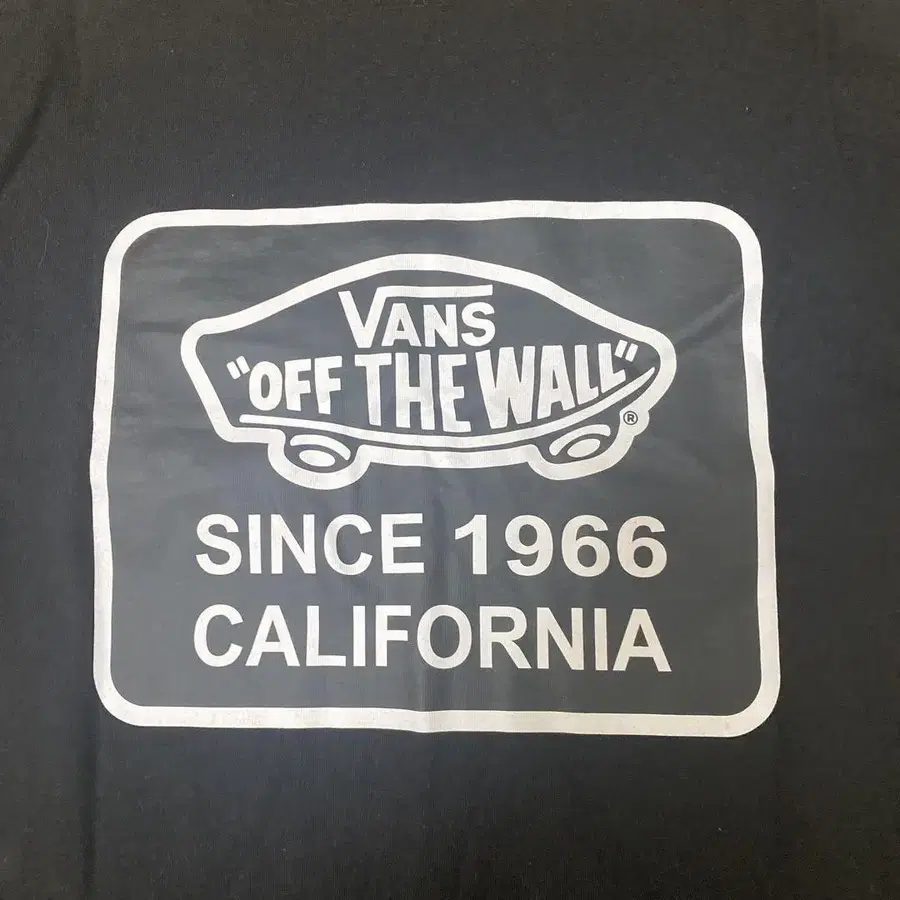 VANS
"OFF THE WALL"
®
SINCE 1966
CALIFORNIA